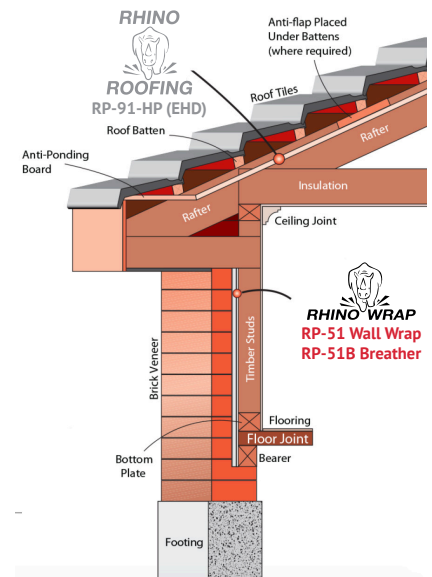 RHINO
ROOFING
RP-91-HP (EHD)
Anti-flap Placed
Under Battens
(where required)
Roof Tiles
Roof Batten
Rafter
Anti-Ponding
Board
Insulation
Rafter
Ceiling Joint
RHINO WRAP
RP-51 Wall Wrap
RP-51B Breather
Brick Veneer
Timber Studs
Flooring
Floor Joint
Bottom
Plate
Bearer
Footing